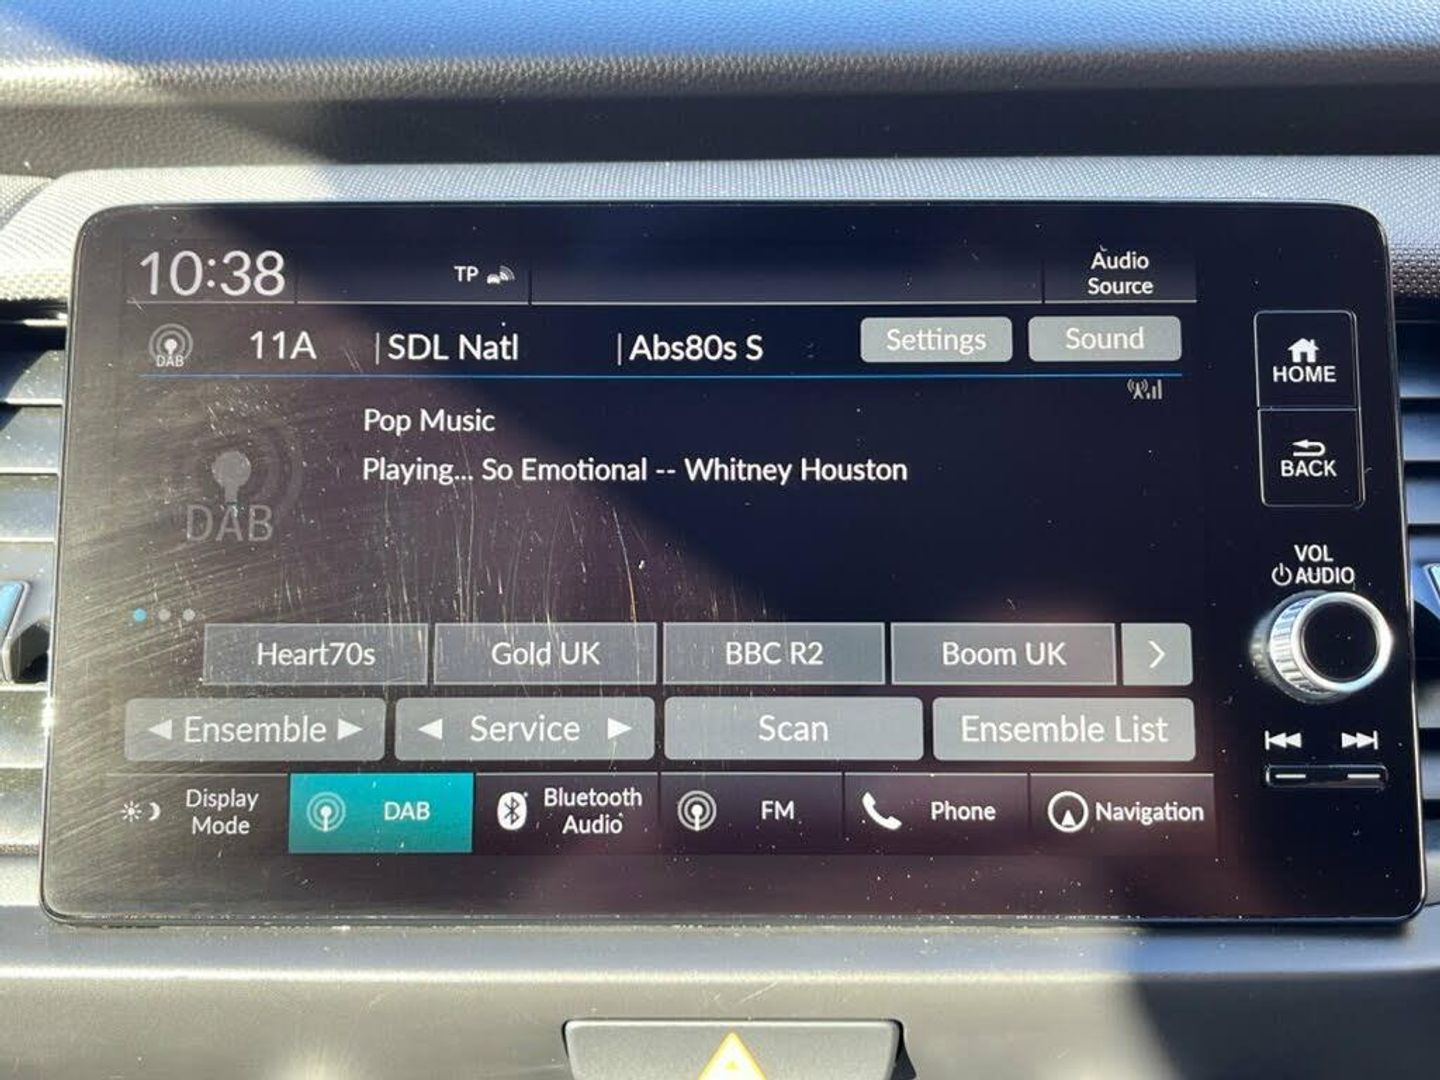 10:38
TP
Audio
Source
DAB
11A
|SDL Natl
|Abs80s S
Settings
Sound
HOME
BACK
Pop Music
Playing... So Emotional -- Whitney Houston
DAB
VOL
AUDIO
Heart70s
Gold UK
BBC R2
Boom UK
Ensemble
Service
Scan
Ensemble List
Display
Mode
DAB
Bluetooth
Audio
FM
Phone
Navigation